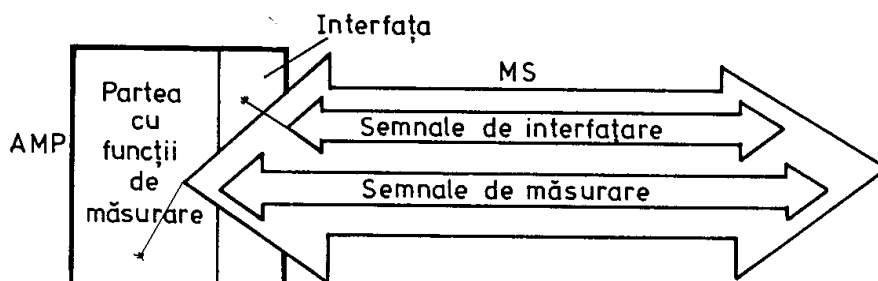 Interfața
MS
Partea
cu
funcții
de
măsurare
AMP
Semnale de interfațare
Semnale de măsurare